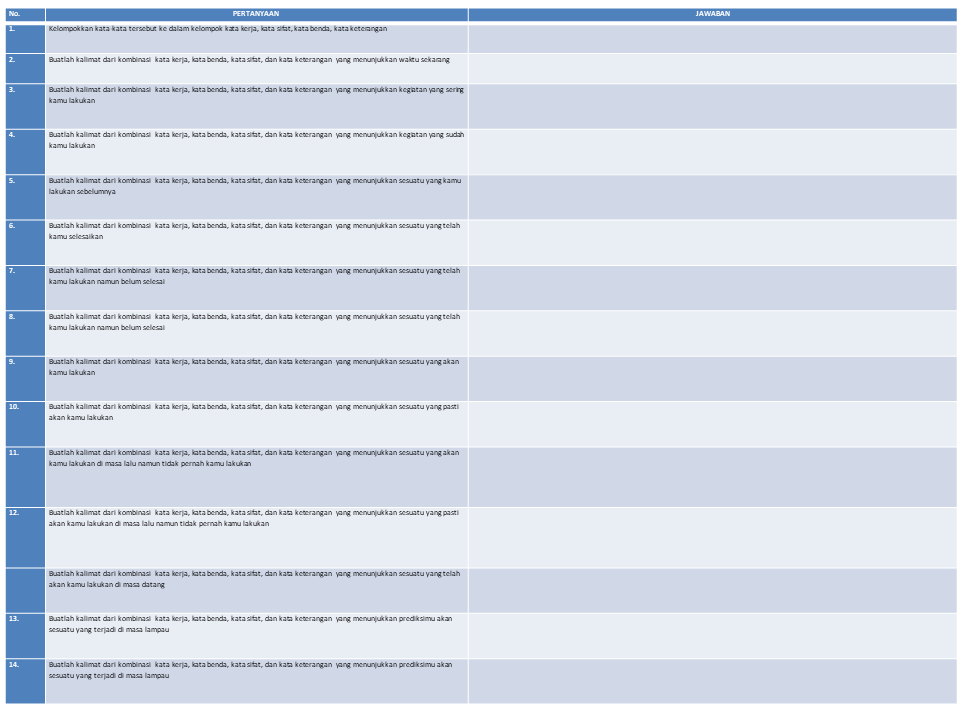 No. PERTANYAAN JAWABAN
1. Kelompokkan kata-kata tersebut ke dalam kelompok kata kerja, kata sifat, kata benda, kata keterangan
2. Buatlah kalimat dari kombinasi kata kerja, kata benda, kata sifat, dan kata keterangan yang menunjukkan waktu sekarang
3. Buatlah kalimat dari kombinasi kata kerja, kata benda, kata sifat, dan kata keterangan yang menunjukkan kegiatan yang sering
kamu lakukan
4. Buatlah kalimat dari kombinasi kata kerja, kata benda, kata sifat, dan kata keterangan yang menunjukkan kegiatan yang sudah
kamu lakukan
5. Buatlah kalimat dari kombinasi kata kerja, kata benda, kata sifat, dan kata keterangan yang menunjukkan sesuatu yang kamu
lakukan sebelumnya
6. Buatlah kalimat dari kombinasi kata kerja, kata benda, kata sifat, dan kata keterangan yang menunjukkan sesuatu yang telah
kamu selesaikan
7. Buatlah kalimat dari kombinasi kata kerja, kata benda, kata sifat, dan kata keterangan yang menunjukkan sesuatu yang telah
kamu lakukan namun belum selesai
8. Buatlah kalimat dari kombinasi kata kerja, kata benda, kata sifat, dan kata keterangan yang menunjukkan sesuatu yang telah
kamu lakukan namun belum selesai
9. Buatlah kalimat dari kombinasi kata kerja, kata benda, kata sifat, dan kata keterangan yang menunjukkan sesuatu yang akan
kamu lakukan
10. Buatlah kalimat dari kombinasi kata kerja, kata benda, kata sifat, dan kata keterangan yang menunjukkan sesuatu yang pasti
akan kamu lakukan
11. Buatlah kalimat dari kombinasi kata kerja, kata benda, kata sifat, dan kata keterangan yang menunjukkan sesuatu yang akan
kamu lakukan di masa lalu namun tidak pernah kamu lakukan
12. Buatlah kalimat dari kombinasi kata kerja, kata benda, kata sifat, dan kata keterangan yang menunjukkan sesuatu yang pasti
akan kamu lakukan di masa lalu namun tidak pernah kamu lakukan
Buatlah kalimat dari kombinasi kata kerja, kata benda, kata sifat, dan kata keterangan yang menunjukkan sesuatu yang telah
akan kamu lakukan di masa datang
13. Buatlah kalimat dari kombinasi kata kerja, kata benda, kata sifat, dan kata keterangan yang menunjukkan prediksimu akan
sesuatu yang terjadi di masa lampau
14. Buatlah kalimat dari kombinasi kata kerja, kata benda, kata sifat, dan kata keterangan yang menunjukkan prediksimu akan
sesuatu yang terjadi di masa lampau